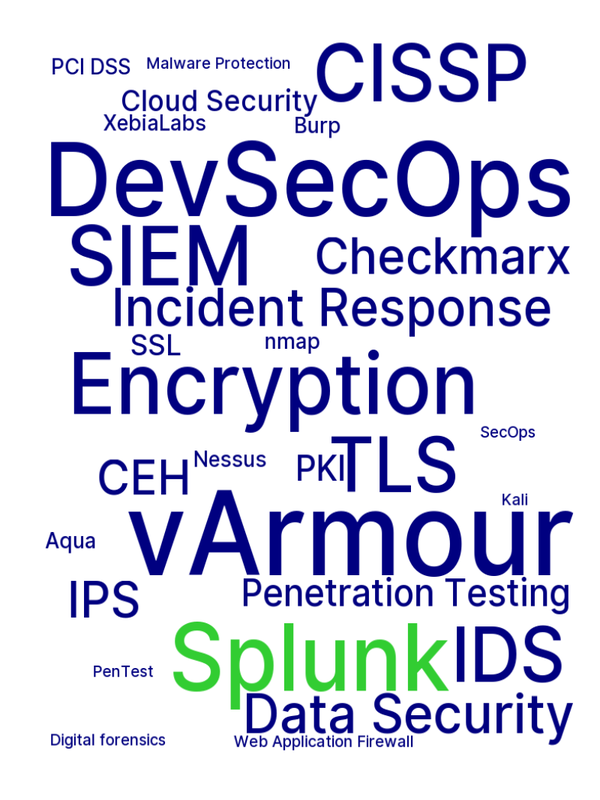 CISSP
PCI DSS Malware Protection
Cloud Security
XebiaLabs Burp
DevSecOps
SIEM Checkmarx
Incident Response
SSL nmap
Encryption
SecOps
CEH Nessus PKI TLS
Kali
vArmour
Aqua
IPS Penetration Testing
Splunk IDS
PenTest
Data Security
Digital forensics Web Application Firewall